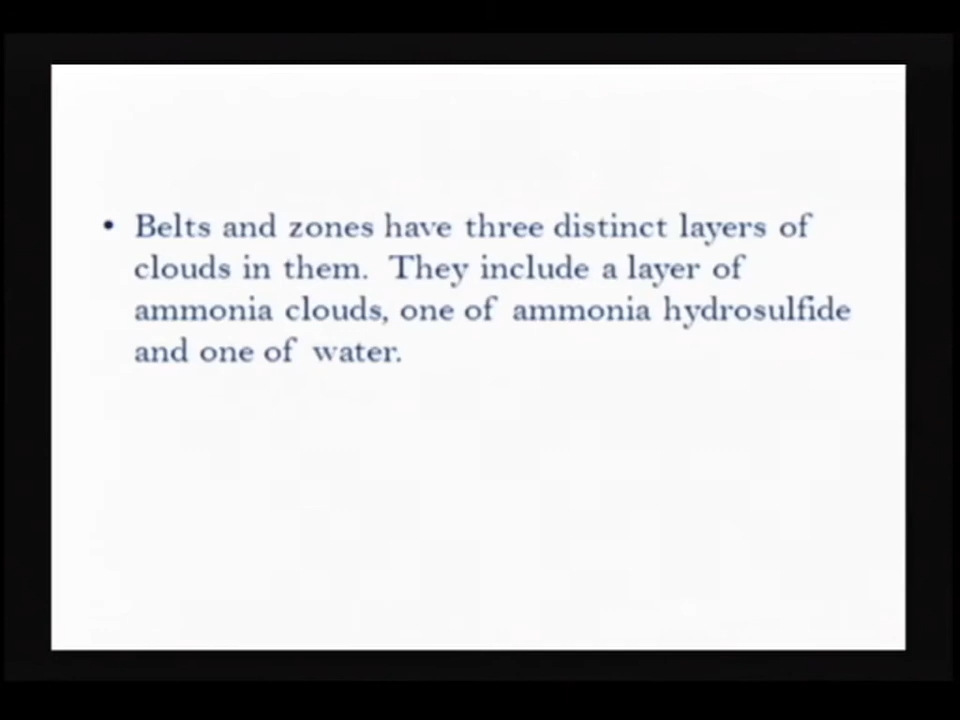 • Belts and zones have three distinct layers of
clouds in them.  They include a layer of
ammonia clouds, one of ammonia hydrosulfide
and one of water.